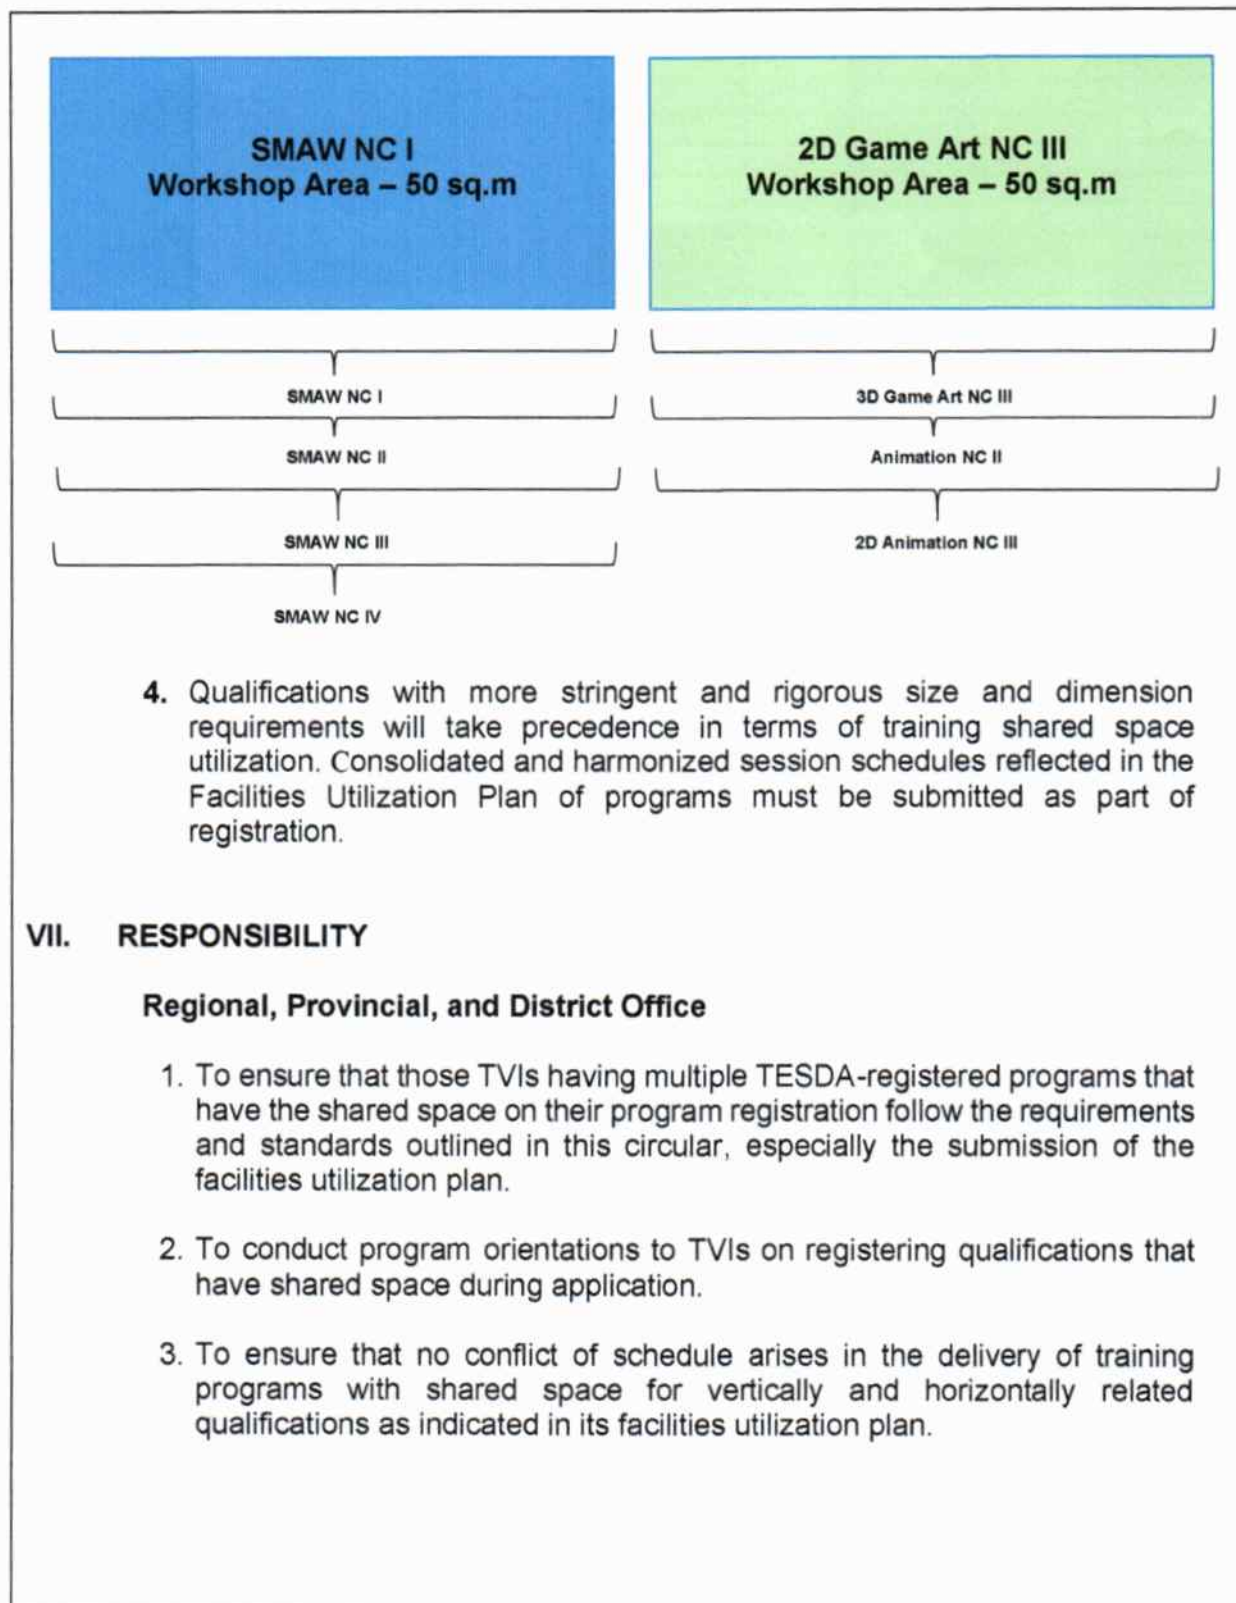 SMAW NC I
Workshop Area – 50 sq.m
2D Game Art NC III
Workshop Area – 50 sq.m
SMAW NC I
3D Game Art NC III
SMAW NC II
Animation NC II
SMAW NC III
2D Animation NC III
SMAW NC IV
4. Qualifications with more stringent and rigorous size and dimension
requirements will take precedence in terms of training shared space
utilization. Consolidated and harmonized session schedules reflected in the
Facilities Utilization Plan of programs must be submitted as part of
registration.
VII. RESPONSIBILITY
Regional, Provincial, and District Office
1. To ensure that those TVIs having multiple TESDA-registered programs that
have the shared space on their program registration follow the requirements
and standards outlined in this circular, especially the submission of the
facilities utilization plan.
2. To conduct program orientations to TVIs on registering qualifications that
have shared space during application.
3. To ensure that no conflict of schedule arises in the delivery of training
programs with shared space for vertically and horizontally related
qualifications as indicated in its facilities utilization plan.